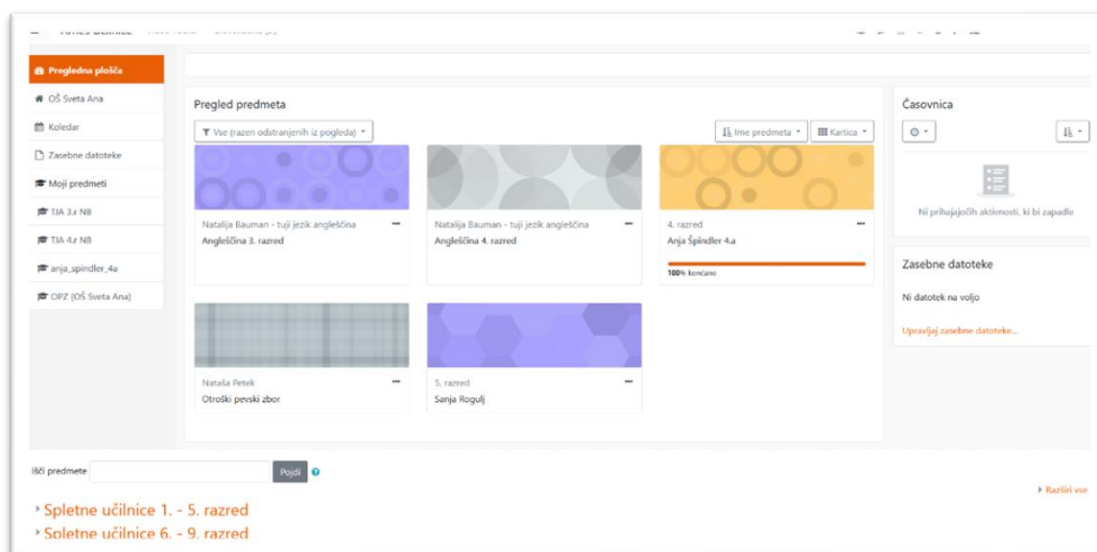 Pregledna plošča
OŠ Sveta Ana
Koledar
Zasebne datoteke
Moji predmeti
TJA 3.r NB
TJA 4.r NB
anja_spindler_4a
OPZ (OŠ Sveta Ana)
Pregled predmeta
Vse (razen odstranjenih iz pogleda)
Ime predmeta
Kartica
Natalija Bauman - tuji jezik angleščina
Angleščina 3. razred
Natalija Bauman - tuji jezik angleščina
Angleščina 4. razred
4. razred
Anja Špindler 4.a
100% končano
Nataša Petek
Otroški pevski zbor
5. razred
Sanja Rogulj
Časovnica
Ni prihajajočih aktivnosti, ki bi zapadle
Zasebne datoteke
Ni datotek na voljo
Upravljaj zasebne datoteke...
Išči predmete
Pojdi
Razširi vse
Spletne učilnice 1. - 5. razred
Spletne učilnice 6. - 9. razred